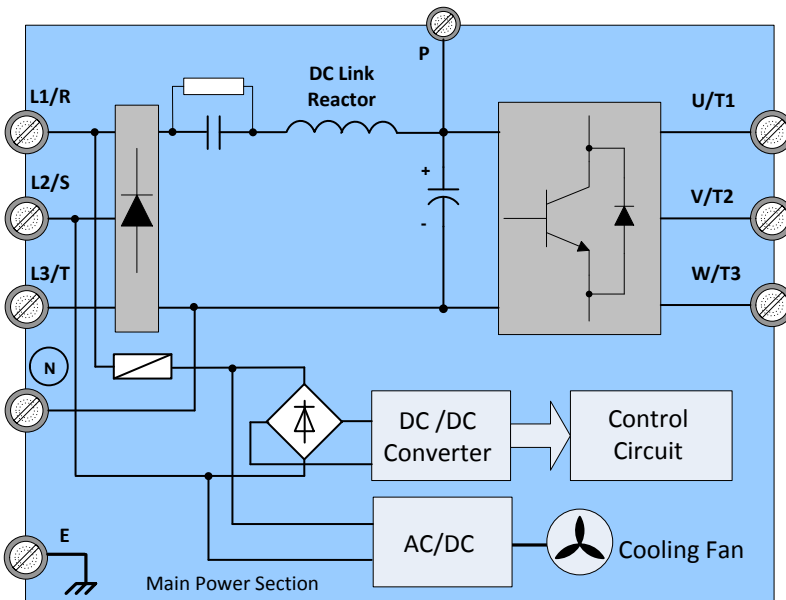 P
L1/R
DC Link
Reactor
U/T1
L2/S
+
-
V/T2
L3/T
W/T3
N
DC /DC
Converter
Control
Circuit
E
AC/DC
Cooling Fan
Main Power Section